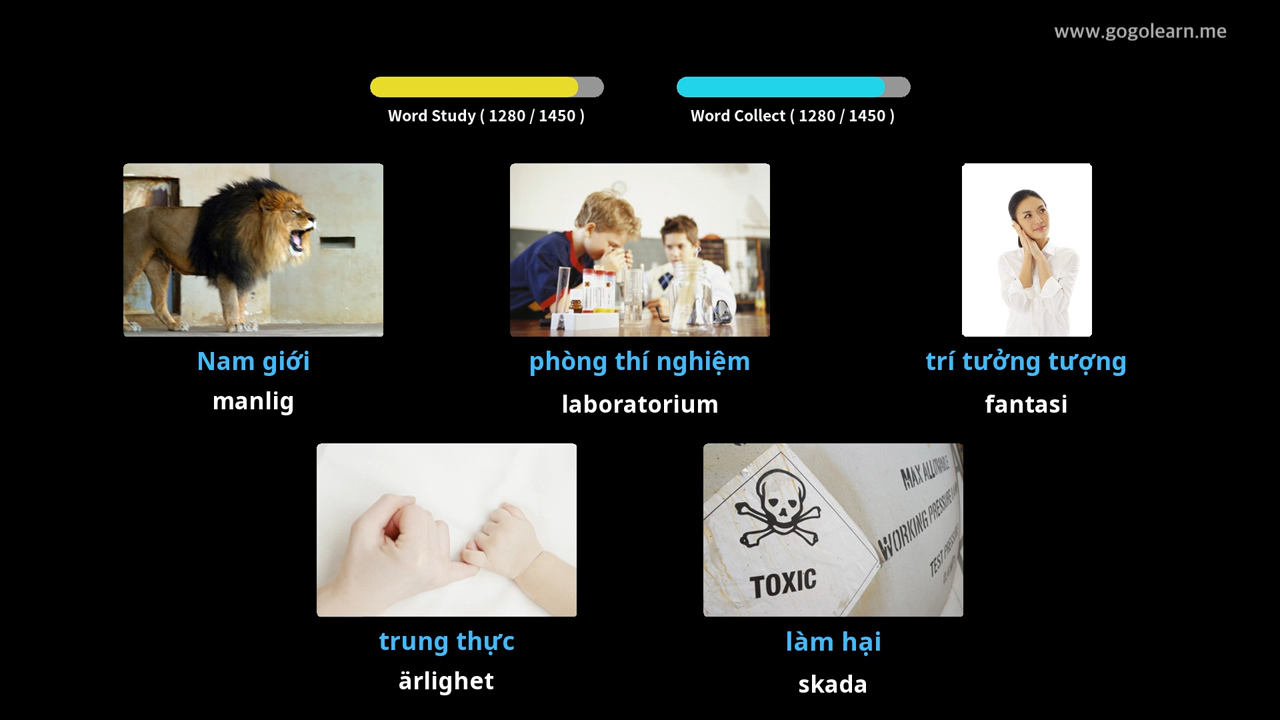 www.gogolearn.me
Word Study ( 1280 / 1450 )
Word Collect ( 1280 / 1450 )
Nam giới
manlig
phòng thí nghiệm
laboratorium
trí tưởng tượng
fantasi
MAX ALLOWABLE
WORKING PRESSURE
TEST
TOXIC
trung thực
ärlighet
làm hại
skada